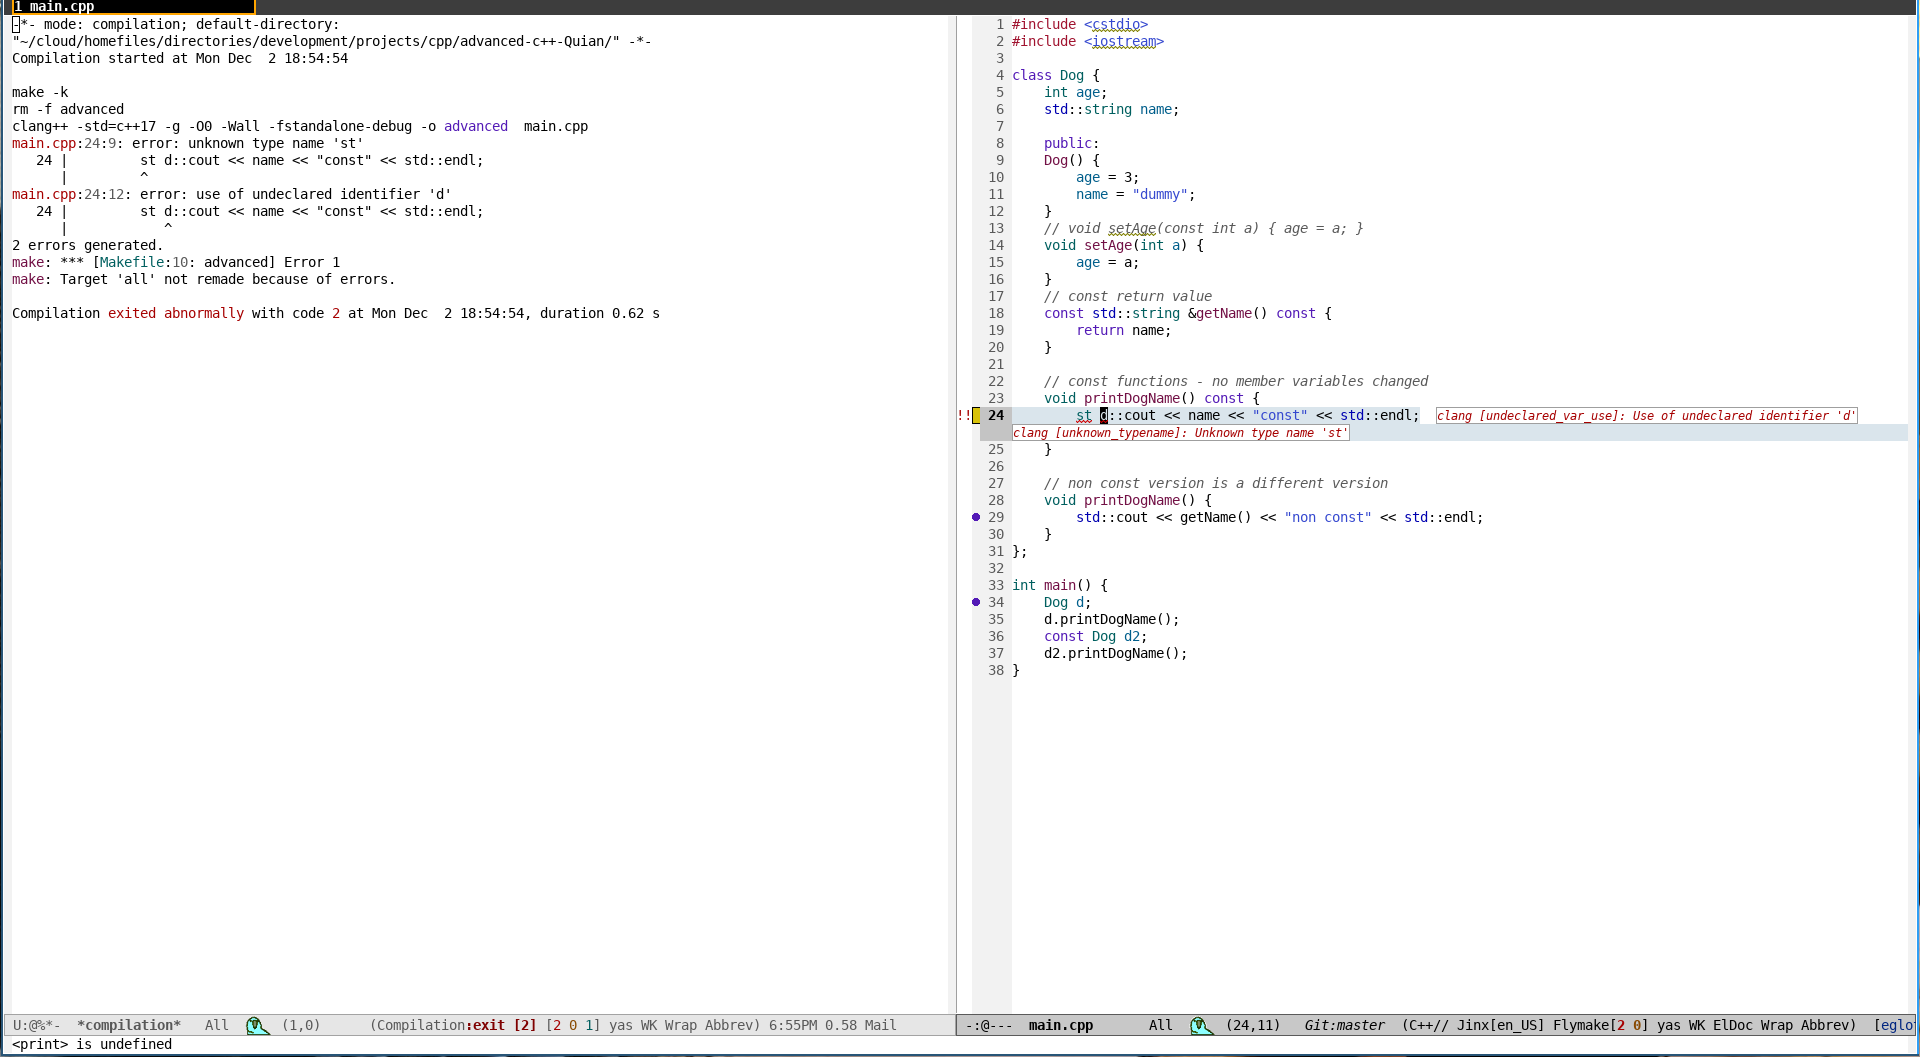 1 main.cpp
-*- mode: compilation; default-directory:
"~/cloud/homefiles/directories/development/projects/cpp/advanced-c++-Quian/" -*-
Compilation started at Mon Dec  2 18:54:54

make -k
rm -f advanced
clang++ -std=c++17 -g -O0 -Wall -fstandalone-debug -o advanced  main.cpp
main.cpp:24:9: error: unknown type name 'st'
   24 |         st d::cout << name << "const" << std::endl;
      |         ^
main.cpp:24:12: error: use of undeclared identifier 'd'
   24 |         st d::cout << name << "const" << std::endl;
      |            ^
2 errors generated.
make: *** [Makefile:10: advanced] Error 1
make: Target 'all' not remade because of errors.

Compilation exited abnormally with code 2 at Mon Dec  2 18:54:54, duration 0.62 s
U:@%*-  *compilation*   All   (1,0)      (Compilation:exit [2] [2 0 1] yas WK Wrap Abbrev) 6:55PM 0.58 Mail
1 #include <cstdio>
2 #include <iostream>
3
4 class Dog {
5     int age;
6     std::string name;
7
8     public:
9     Dog() {
10         age = 3;
11         name = "dummy";
12     }
13     // void setAge(const int a) { age = a; }
14     void setAge(int a) {
15         age = a;
16     }
17     // const return value
18     const std::string &getName() const {
19         return name;
20     }
21
22     // const functions - no member variables changed
23     void printDogName() const {
!! 24         st d::cout << name << "const" << std::endl;  clang [undeclared_var_use]: Use of undeclared identifier 'd'
clang [unknown_typename]: Unknown type name 'st'
25     }
26
27     // non const version is a different version
28     void printDogName() {
29         std::cout << getName() << "non const" << std::endl;
30     }
31 };
32
33 int main() {
34     Dog d;
35     d.printDogName();
36     const Dog d2;
37     d2.printDogName();
38 }
-:@---  main.cpp       All   (24,11)   Git:master  (C++// Jinx[en_US] Flymake[2 0] yas WK ElDoc Wrap Abbrev)  [eglo
<print> is undefined